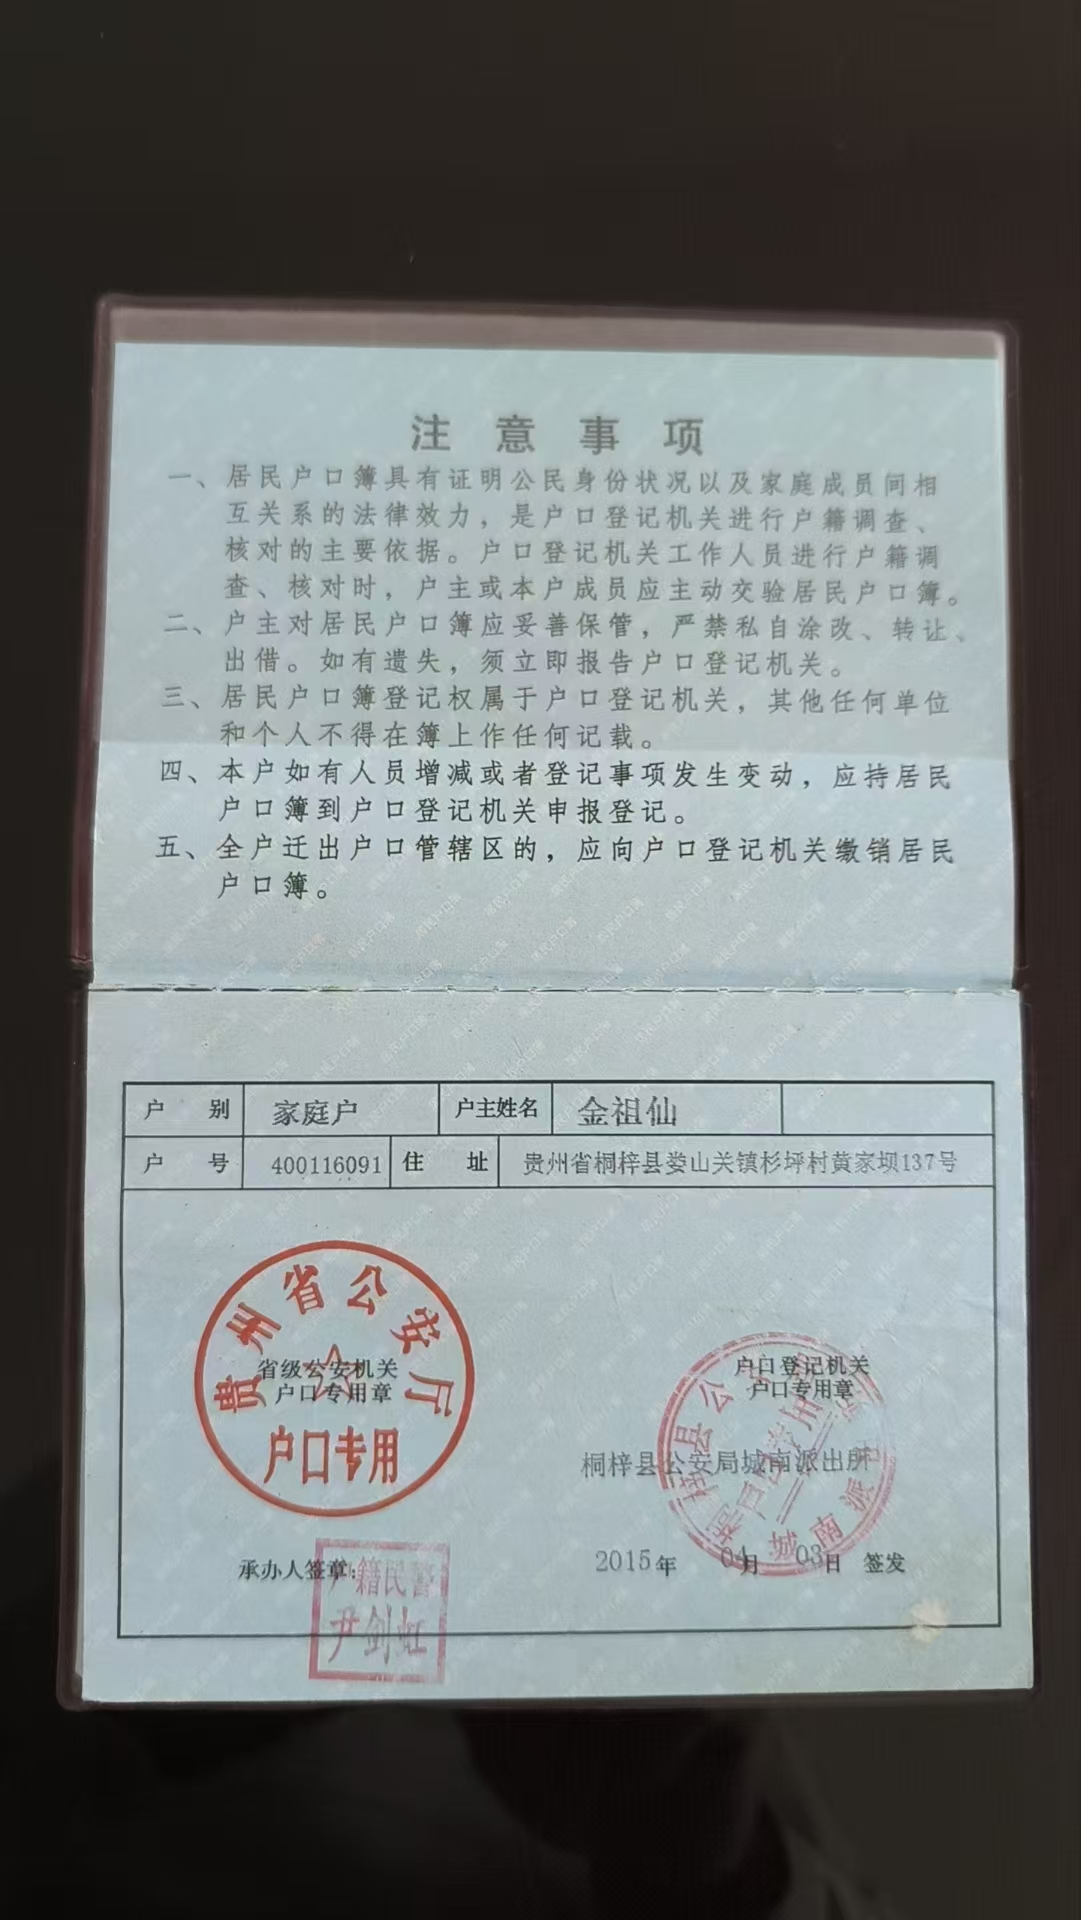 注意事项
一、居民户口簿具有证明公民身份状况以及家庭成员间相
互关系的法律效力，是户口登记机关进行户籍调查、
核对的主要依据。户口登记机关工作人员进行户籍调
查、核对时，户主或本户成员应主动交验居民户口簿。
二、户主对居民户口簿应妥善保管，严禁私自涂改、转让、
出借。如有遗失，须立即报告户口登记机关。
三、居民户口簿登记权属于户口登记机关，其他任何单位
和个人不得在簿上作任何记载。
四、本户如有人员增减或者登记事项发生变动，应持居民
户口簿到户口登记机关申报登记。
五、全户迁出户口管辖区的，应向户口登记机关缴销居民
户口簿。
户别 家庭户 户主姓名 金祖仙
户号 400116091 住址 贵州省桐梓县娄山关镇杉坪村黄家坝137号
贵州省公安厅
省级公安机关
户口专用章
户口专用
户口登记机关
户口专用章
桐梓县公安局城南派出所
承办人签章：
籍民警
尹剑虹
2015年 04月 03日 签发